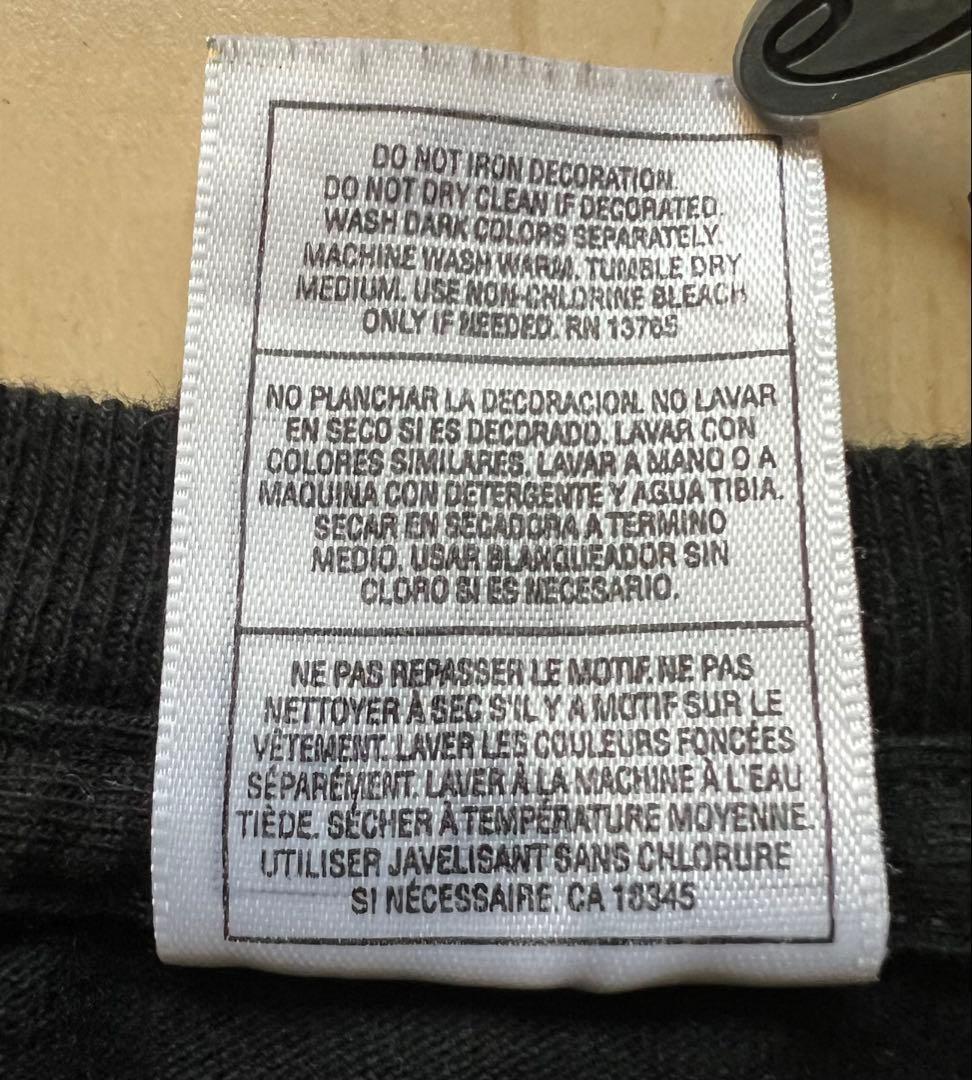 DO NOT IRON DECORATION.
DO NOT DRY CLEAN IF DECORATED.
WASH DARK COLORS SEPARATELY.
MACHINE WASH WARM. TUMBLE DRY
MEDIUM. USE NON-CHLORINE BLEACH
ONLY IF NEEDED. RN 13765
NO PLANCHAR LA DECORACION. NO LAVAR
EN SECO SI ES DECORADO. LAVAR CON
COLORES SIMILARES. LAVAR A MANO O A
MAQUINA CON DETERGENTE Y AGUA TIBIA.
SECAR EN SECADORA A TERMINO
MEDIO. USAR BLANQUEADOR SIN
CLORO SI ES NECESARIO.
NE PAS REPASSER LE MOTIF. NE PAS
NETTOYER À SEC S'IL Y A MOTIF SUR LE
VÊTEMENT. LAVER LES COULEURS FONCÉES
SÉPARÉMENT. LAVER À LA MACHINE À L'EAU
TIÈDE. SÉCHER À TEMPÉRATURE MOYENNE.
UTILISER JAVELISANT SANS CHLORURE
SI NÉCESSAIRE. CA 18345